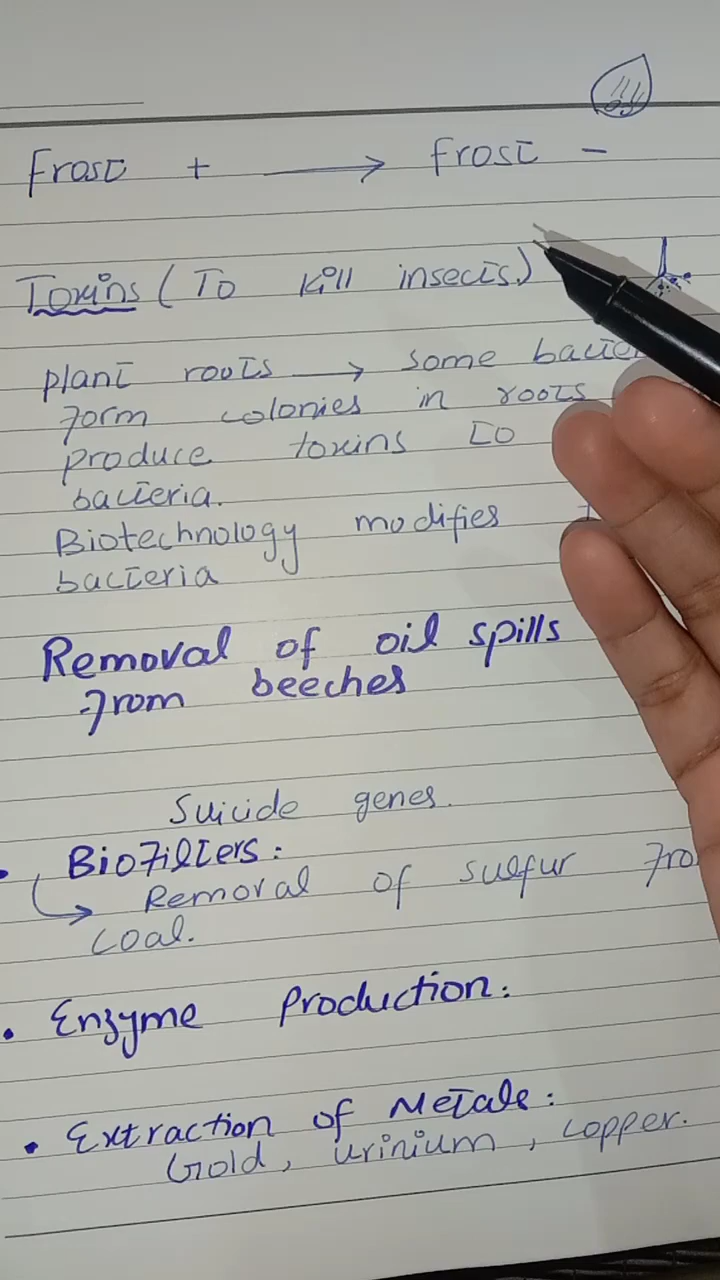 Frost + → Frost -
Toxins (To kill insects.)
plant roots → some
form colonies in roots
produce toxins to
bacteria.
Biotechnology modifies
bacteria
Removal of oil spills
from beeches
Suicide genes.
• BioFilters:
→ Removal of sulfur
coal.
• Enzyme Production:
• Extraction of Metals:
Gold, urinium, copper.